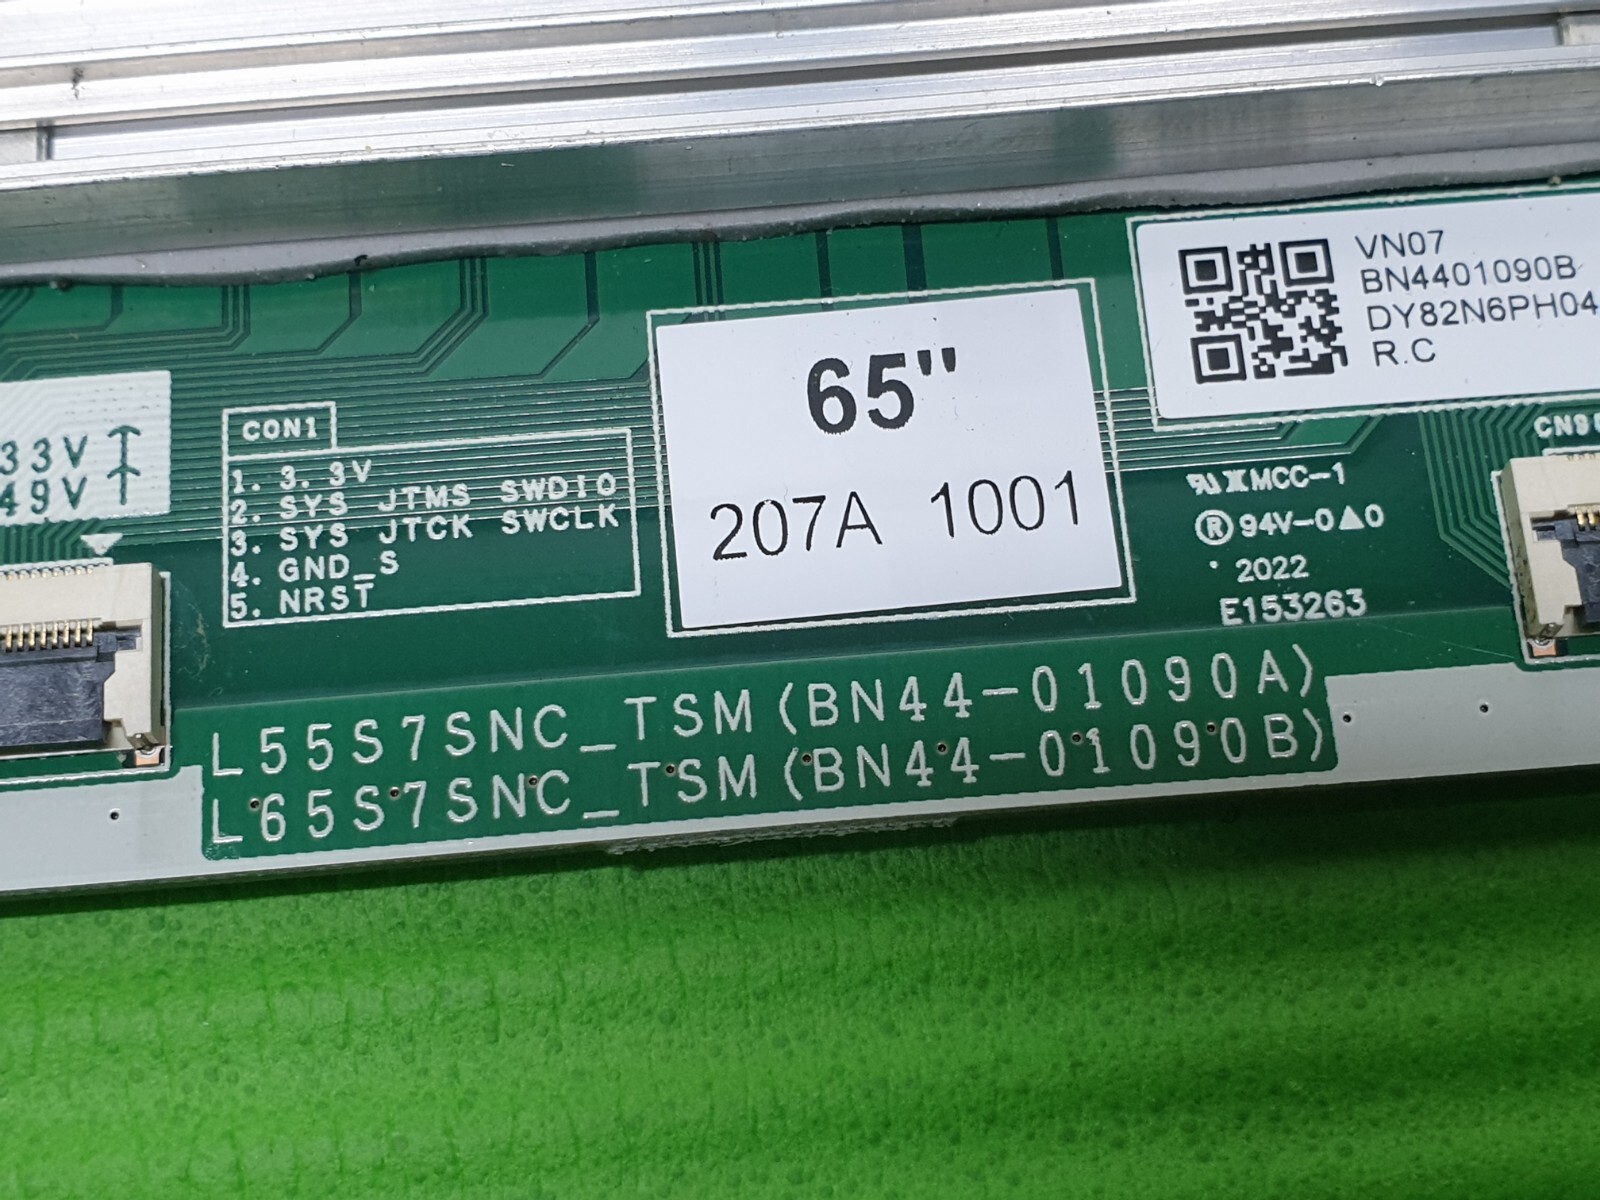 VN07
BN4401090B
DY82N6PH04
R.C
65"
207A 1001
33V
49V
CON1
1. 3.3V
2. SYS JTMS SWDIO
3. SYS JTCK SWCLK
4. GND_S
5. NRST
MCC-1
® 94V-0△0
2022
E153263
L55S7SNC_TSM(BN44-01090A)
L65S7SNC_TSM(BN44-01090B)